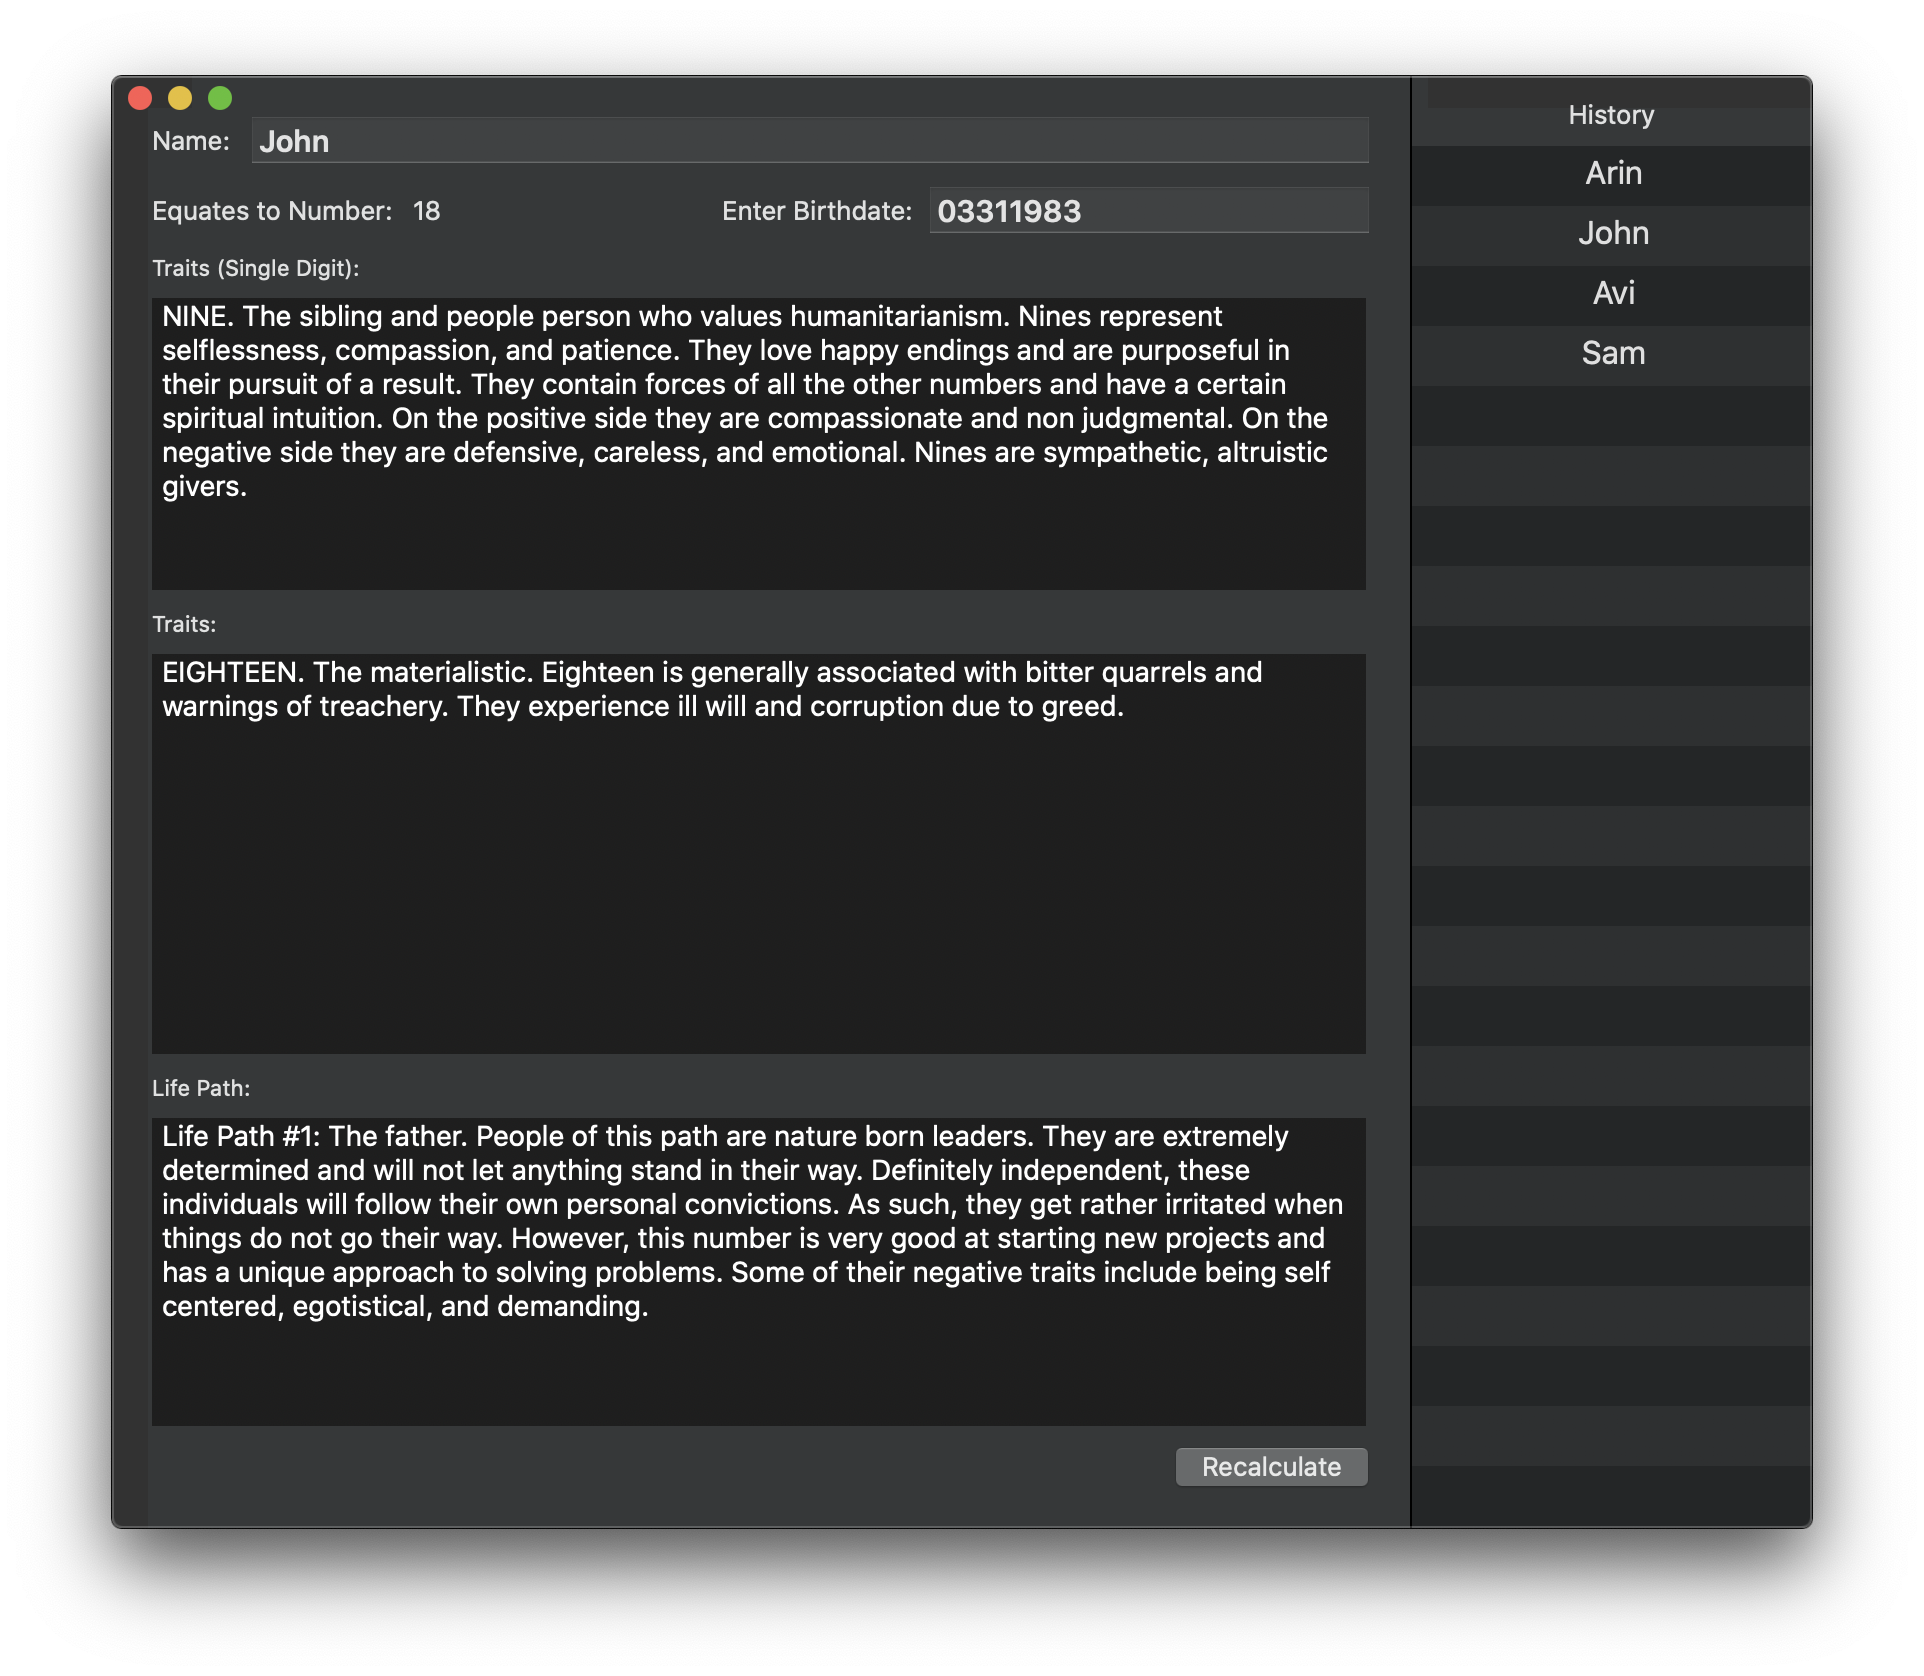 Name: John
Equates to Number: 18 Enter Birthdate: 03311983
Traits (Single Digit):
NINE. The sibling and people person who values humanitarianism. Nines represent
selflessness, compassion, and patience. They love happy endings and are purposeful in
their pursuit of a result. They contain forces of all the other numbers and have a certain
spiritual intuition. On the positive side they are compassionate and non judgmental. On the
negative side they are defensive, careless, and emotional. Nines are sympathetic, altruistic
givers.
Traits:
EIGHTEEN. The materialistic. Eighteen is generally associated with bitter quarrels and
warnings of treachery. They experience ill will and corruption due to greed.
Life Path:
Life Path #1: The father. People of this path are nature born leaders. They are extremely
determined and will not let anything stand in their way. Definitely independent, these
individuals will follow their own personal convictions. As such, they get rather irritated when
things do not go their way. However, this number is very good at starting new projects and
has a unique approach to solving problems. Some of their negative traits include being self
centered, egotistical, and demanding.
Recalculate
History
Arin
John
Avi
Sam